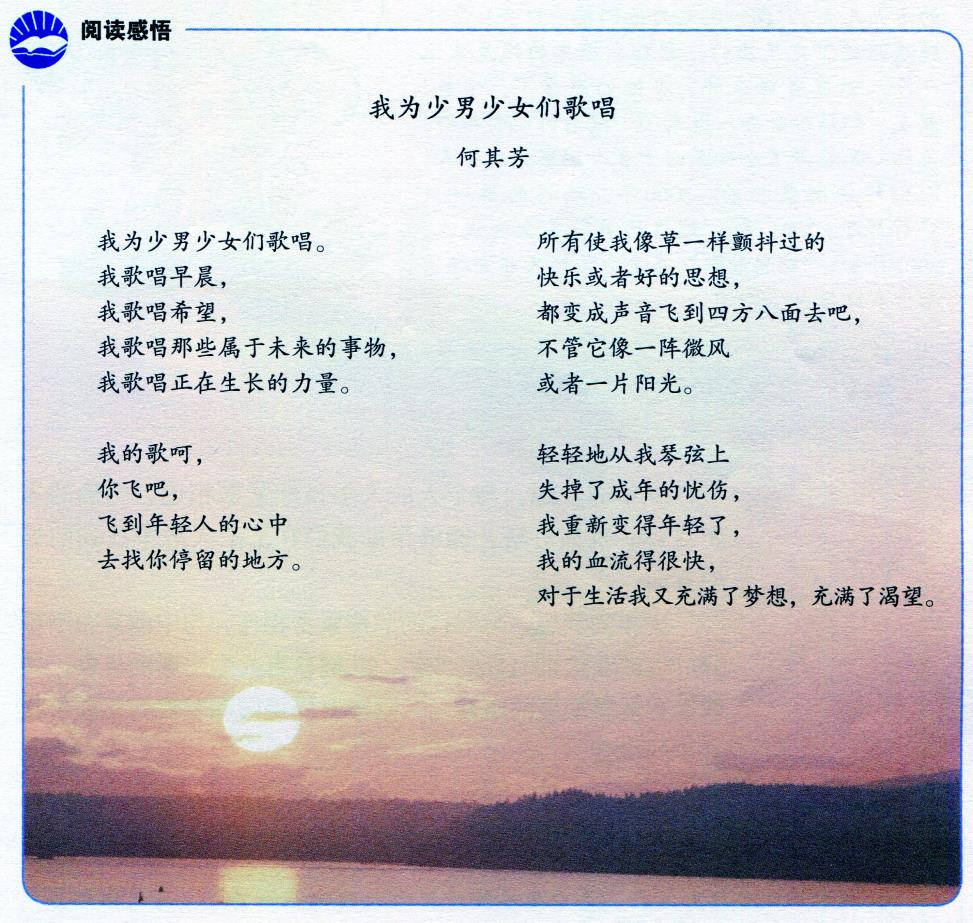 阅读感悟
我为少男少女们歌唱
何其芳
我为少男少女们歌唱。
我歌唱早晨，
我歌唱希望，
我歌唱那些属于未来的事物，
我歌唱正在生长的力量。
我的歌呵，
你飞吧，
飞到年轻人的心中
去找你停留的地方。
所有使我像草一样颤抖过的
快乐或者好的思想，
都变成声音飞到四方八面去吧，
不管它像一阵微风
或者一片阳光。
轻轻地从我琴弦上
失掉了成年的忧伤，
我重新变得年轻了，
我的血流得很快，
对于生活我又充满了梦想，充满了渴望。